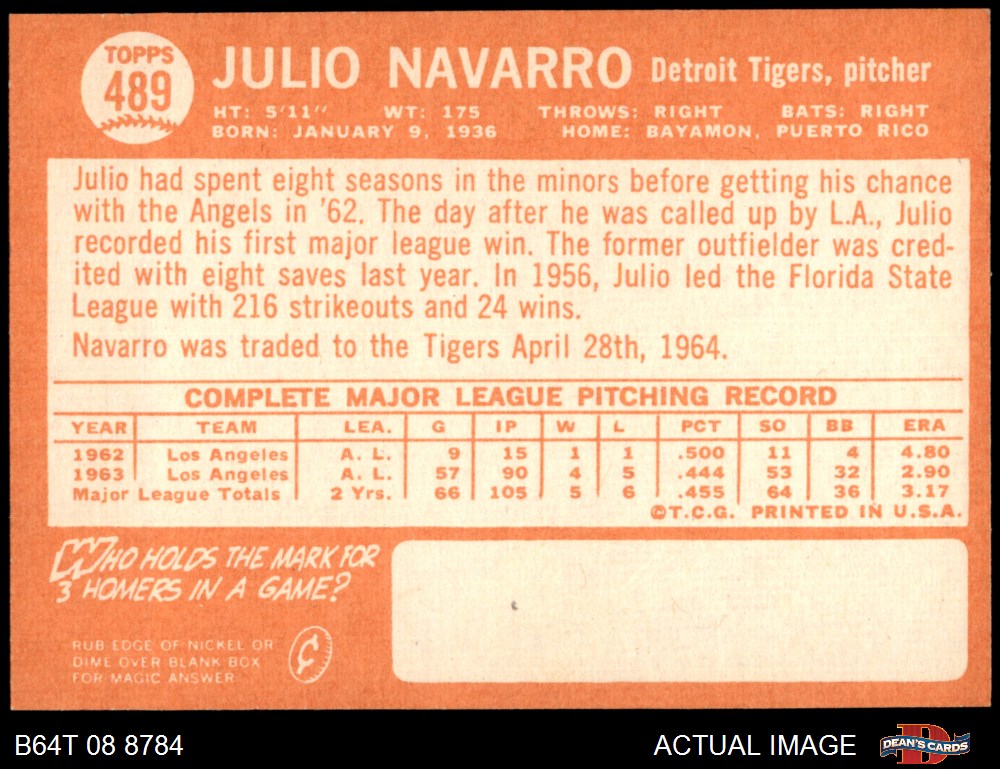 TOPPS
489
JULIO NAVARRO Detroit Tigers, pitcher
HT: 5'11" WT: 175 THROWS: RIGHT BATS: RIGHT
BORN: JANUARY 9, 1936 HOME: BAYAMON, PUERTO RICO
Julio had spent eight seasons in the minors before getting his chance
with the Angels in '62. The day after he was called up by L.A., Julio
recorded his first major league win. The former outfielder was cred-
ited with eight saves last year. In 1956, Julio led the Florida State
League with 216 strikeouts and 24 wins.
Navarro was traded to the Tigers April 28th, 1964.
COMPLETE MAJOR LEAGUE PITCHING RECORD
YEAR TEAM LEA. G IP W L PCT SO BB ERA
1962 Los Angeles A. L. 9 15 1 1 .500 11 4 4.80
1963 Los Angeles A. L. 57 90 4 5 .444 53 32 2.90
Major League Totals 2 Yrs. 66 105 5 6 .455 64 36 3.17
©T.C.G. PRINTED IN U.S.A.
WHO HOLDS THE MARK FOR
3 HOMERS IN A GAME?
RUB EDGE OF NICKEL OR
DIME OVER BLANK BOX
FOR MAGIC ANSWER
¢
B64T 08 8784 ACTUAL IMAGE D DEAN'S CARDS